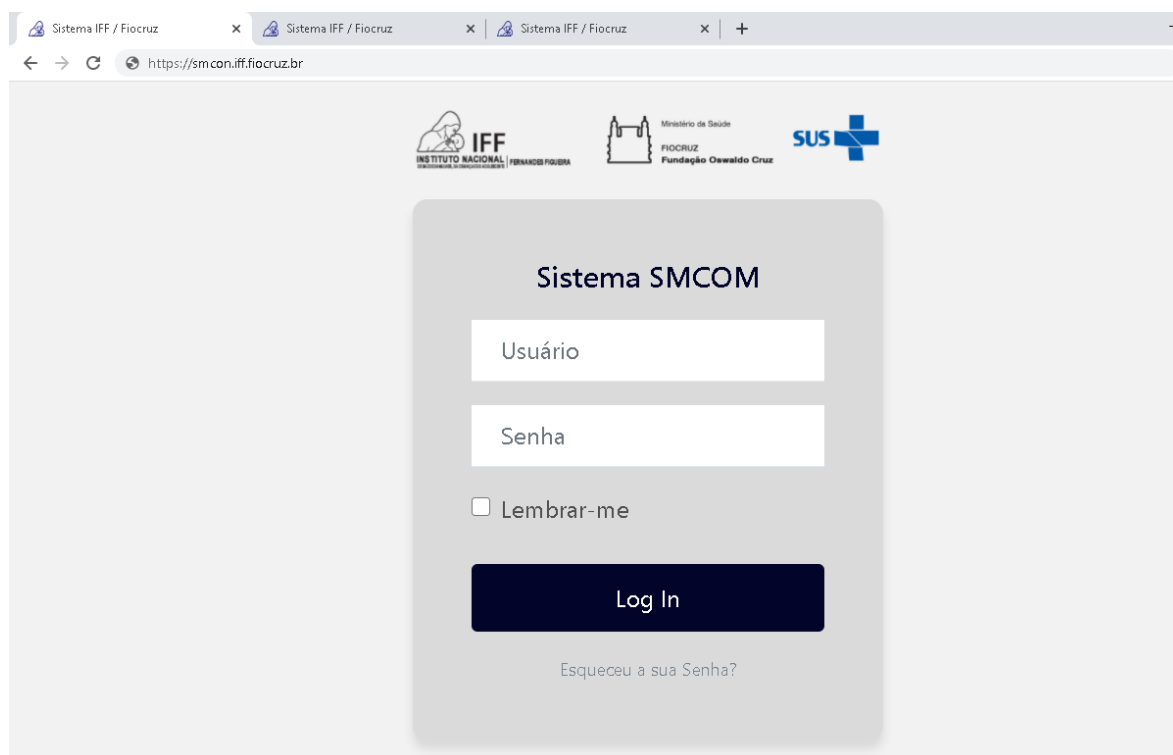 Sistema IFF / Fiocruz
Sistema IFF / Fiocruz
Sistema IFF / Fiocruz
https://smcon.iff.fiocruz.br
IFF
INSTITUTO NACIONAL | FERNANDES FIGUEIRA
Ministério da Saúde
FIOCRUZ
Fundação Oswaldo Cruz
SUS
Sistema SMCOM
Usuário
Senha
Lembrar-me
Log In
Esqueceu a sua Senha?